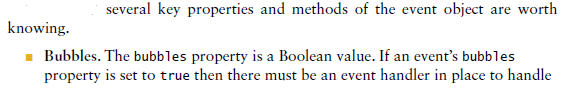 several key properties and methods of the event object are worth
knowing.
■ Bubbles. The bubbles property is a Boolean value. If an event’s bubbles
property is set to true then there must be an event handler in place to handle